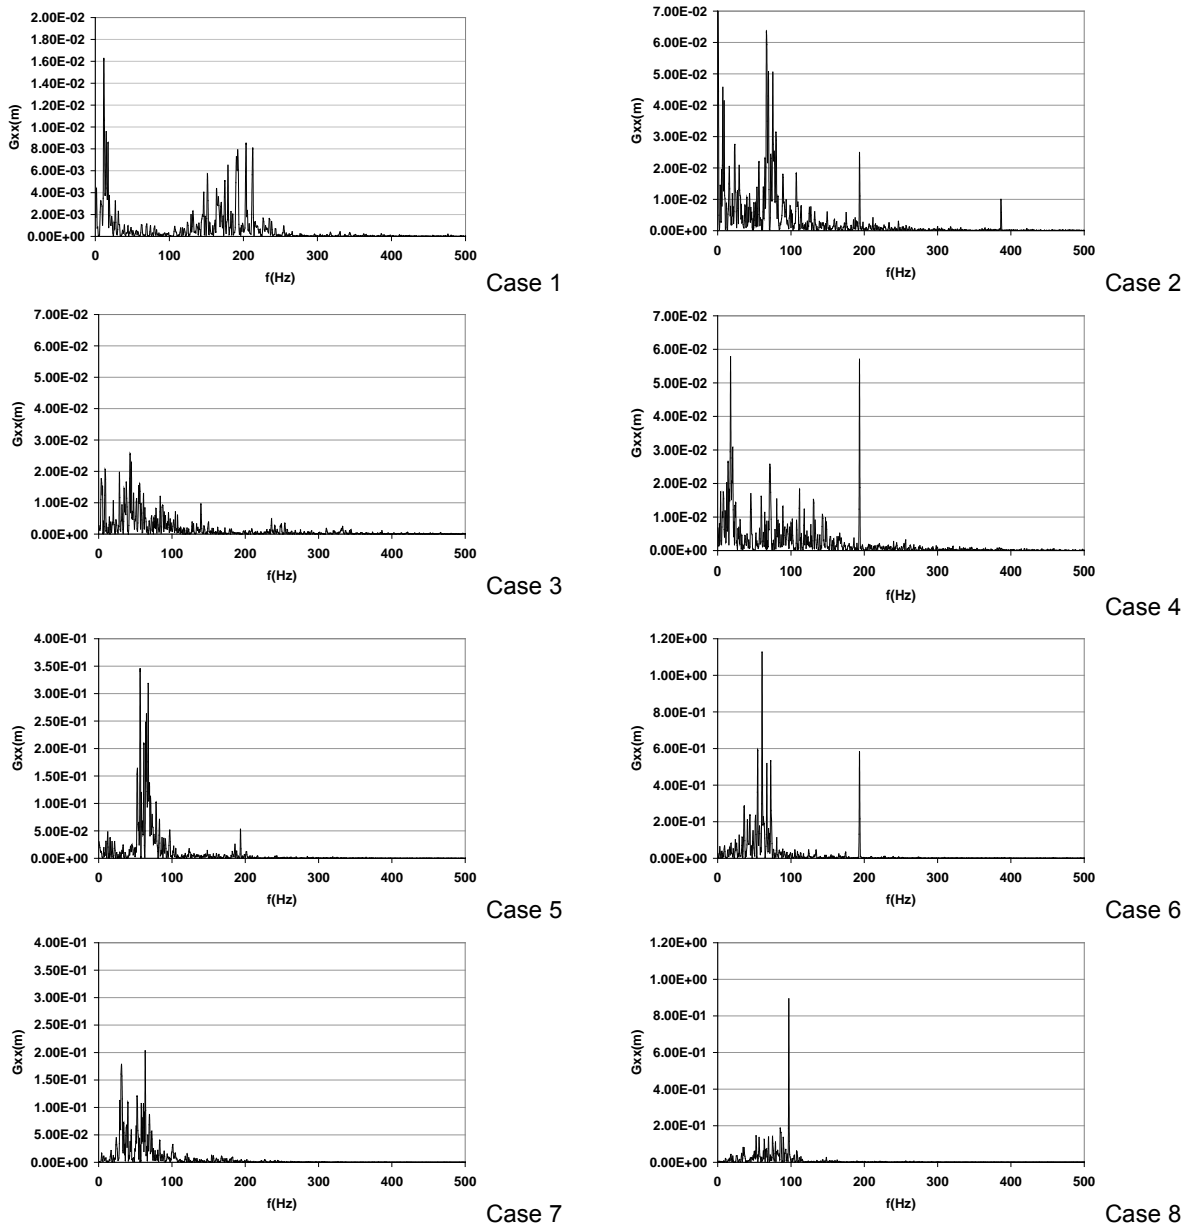 2.00E-02
1.80E-02
1.60E-02
1.40E-02
1.20E-02
1.00E-02
8.00E-03
6.00E-03
4.00E-03
2.00E-03
0.00E+00
Gxx(m)
0 100 200 300 400 500
f(Hz)
Case 1
7.00E-02
6.00E-02
5.00E-02
4.00E-02
3.00E-02
2.00E-02
1.00E-02
0.00E+00
Gxx(m)
0 100 200 300 400 500
f(Hz)
Case 2
7.00E-02
6.00E-02
5.00E-02
4.00E-02
3.00E-02
2.00E-02
1.00E-02
0.00E+00
Gxx(m)
0 100 200 300 400 500
f(Hz)
Case 3
7.00E-02
6.00E-02
5.00E-02
4.00E-02
3.00E-02
2.00E-02
1.00E-02
0.00E+00
Gxx(m)
0 100 200 300 400 500
f(Hz)
Case 4
4.00E-01
3.50E-01
3.00E-01
2.50E-01
2.00E-01
1.50E-01
1.00E-01
5.00E-02
0.00E+00
Gxx(m)
0 100 200 300 400 500
f(Hz)
Case 5
1.20E+00
1.00E+00
8.00E-01
6.00E-01
4.00E-01
2.00E-01
0.00E+00
Gxx(m)
0 100 200 300 400 500
f(Hz)
Case 6
4.00E-01
3.50E-01
3.00E-01
2.50E-01
2.00E-01
1.50E-01
1.00E-01
5.00E-02
0.00E+00
Gxx(m)
0 100 200 300 400 500
f(Hz)
Case 7
1.20E+00
1.00E+00
8.00E-01
6.00E-01
4.00E-01
2.00E-01
0.00E+00
Gxx(m)
0 100 200 300 400 500
f(Hz)
Case 8